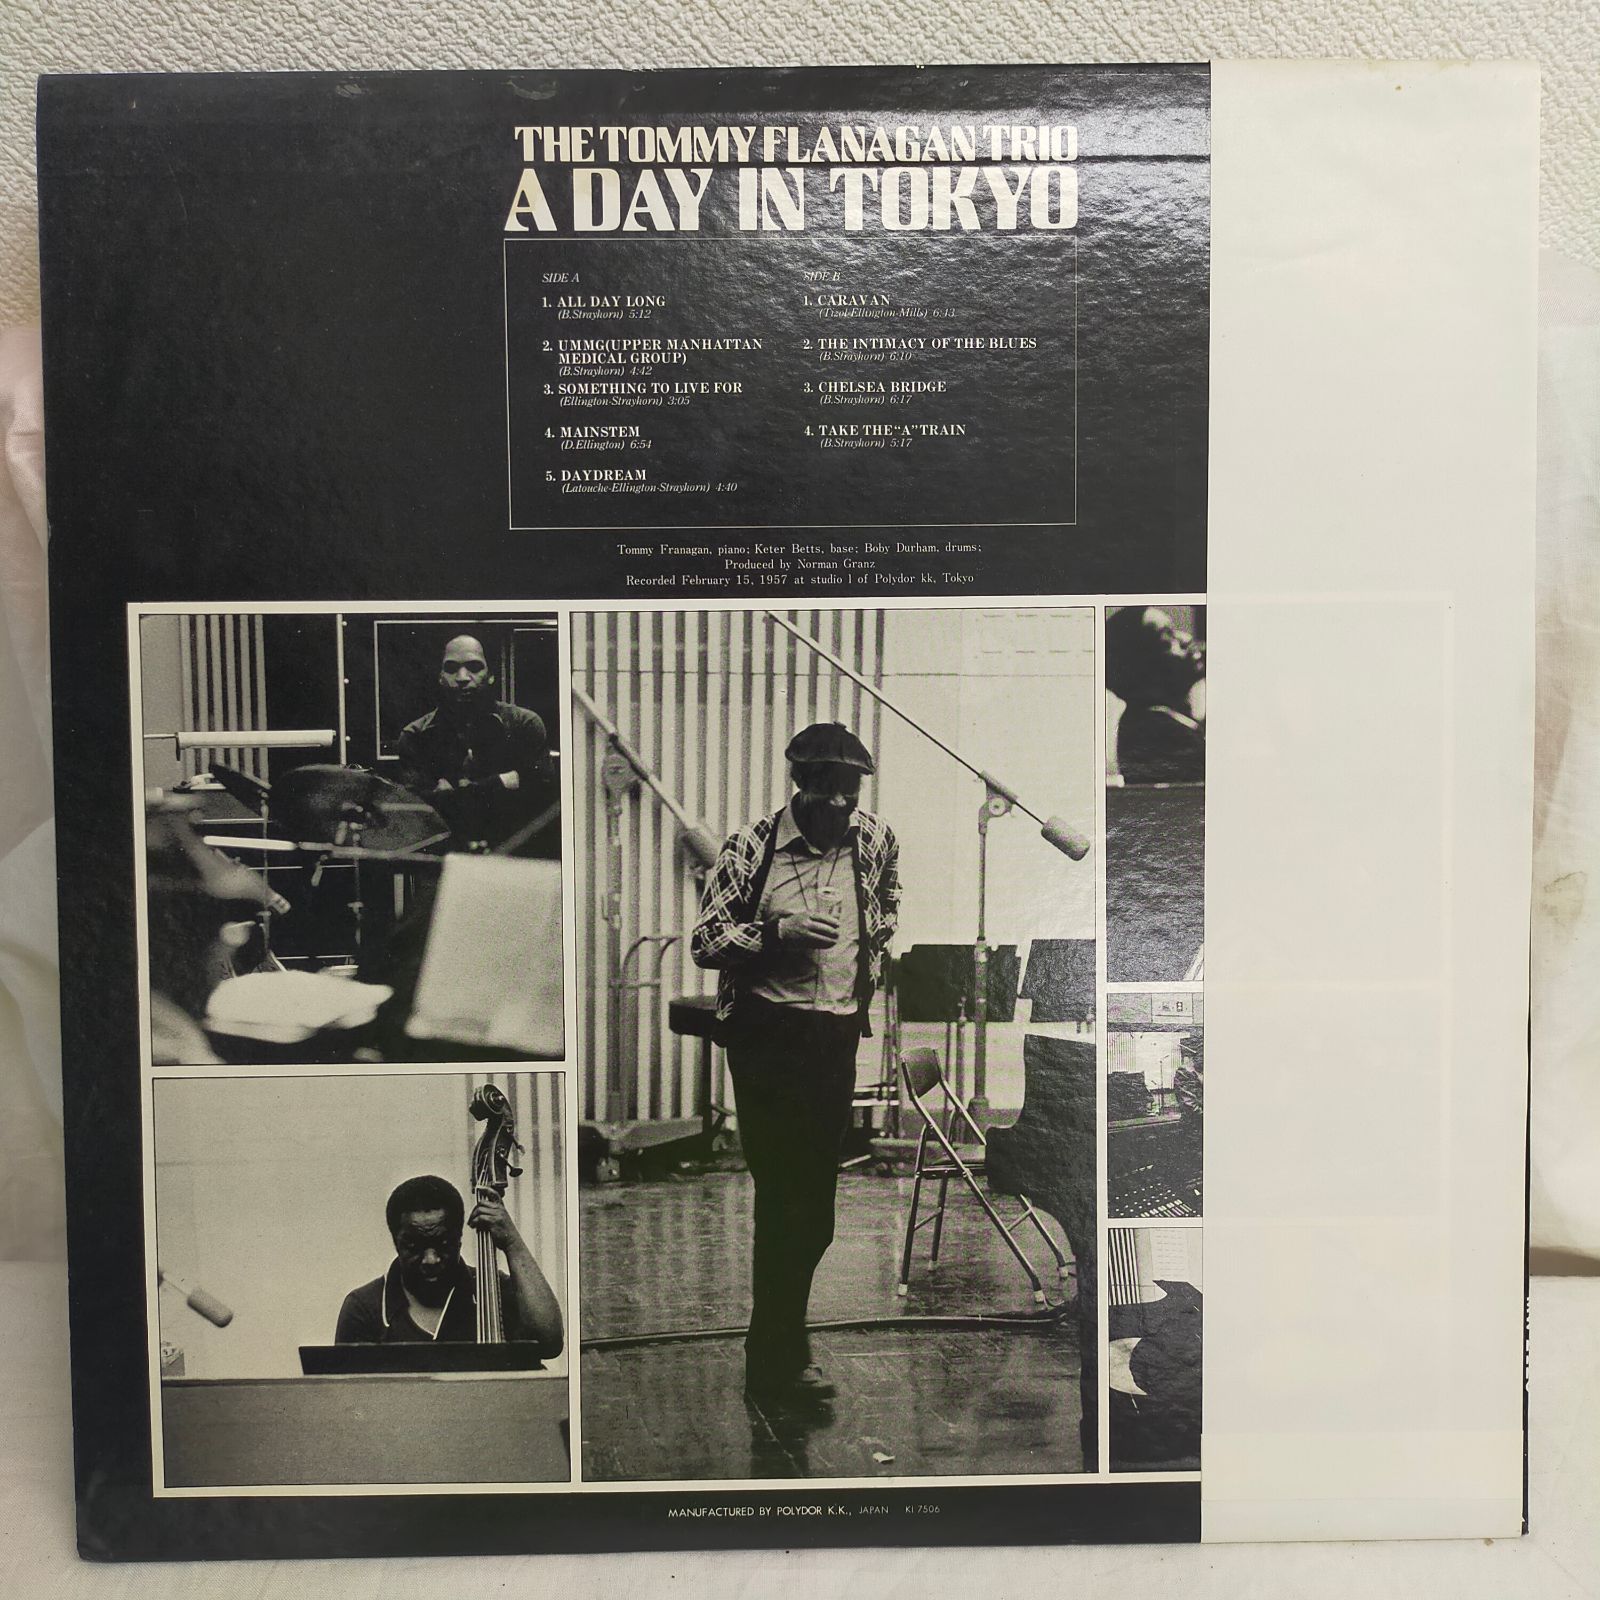 THE TOMMY FLANAGAN TRIO
A DAY IN TOKYO
SIDE A
1. ALL DAY LONG
(B.Strayhorn) 5:12
2. UMMG(UPPER MANHATTAN
MEDICAL GROUP)
(B.Strayhorn) 4:42
3. SOMETHING TO LIVE FOR
(Ellington-Strayhorn) 3:05
4. MAINSTEM
(D.Ellington) 6:54
5. DAYDREAM
(Latouche-Ellington-Strayhorn) 4:40
SIDE B
1. CARAVAN
(Tizol-Ellington-Mills) 6:43
2. THE INTIMACY OF THE BLUES
(B.Strayhorn) 6:10
3. CHELSEA BRIDGE
(B.Strayhorn) 6:17
4. TAKE THE"A"TRAIN
(B.Strayhorn) 5:17
Tommy Franagan, piano; Keter Betts, base; Boby Durham, drums;
Produced by Norman Granz
Recorded February 15, 1957 at studio 1 of Polydor kk, Tokyo
MANUFACTURED BY POLYDOR K.K., JAPAN KI 7506